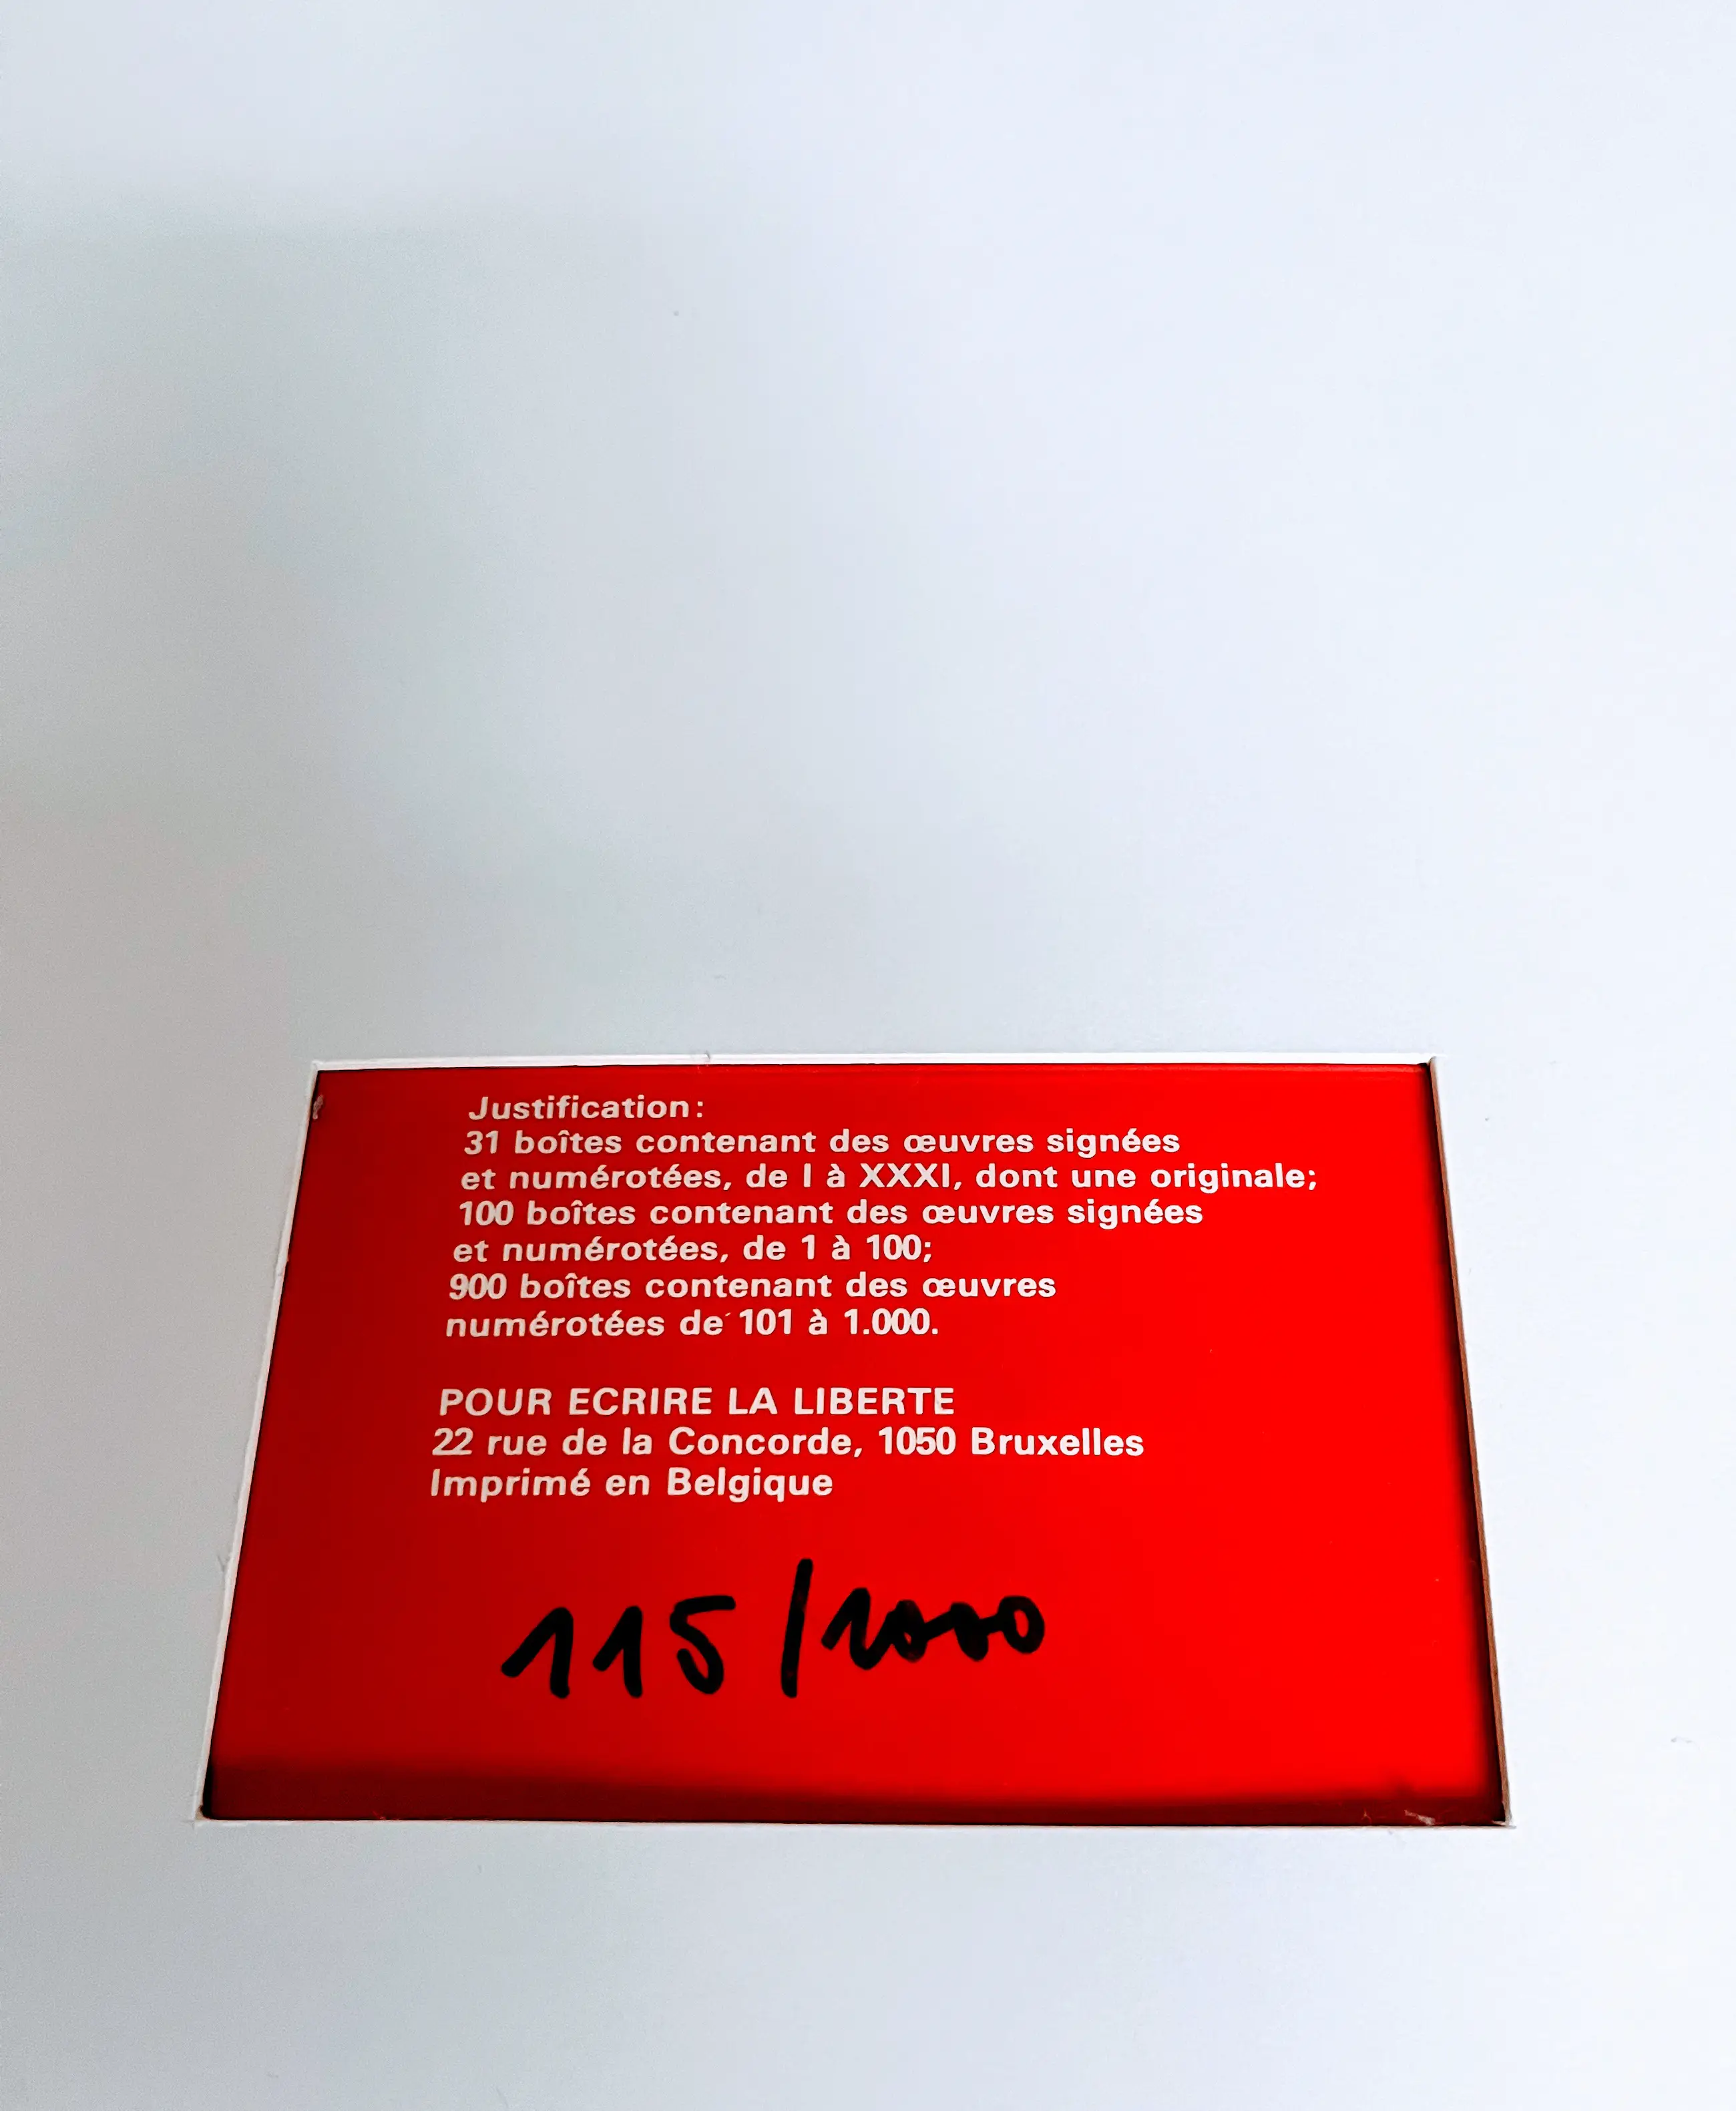 Justification:
31 boîtes contenant des œuvres signées
et numérotées, de I à XXXI, dont une originale;
100 boîtes contenant des œuvres signées
et numérotées, de 1 à 100;
900 boîtes contenant des œuvres
numérotées de 101 à 1.000.
POUR ECRIRE LA LIBERTE
22 rue de la Concorde, 1050 Bruxelles
Imprimé en Belgique
115/1000